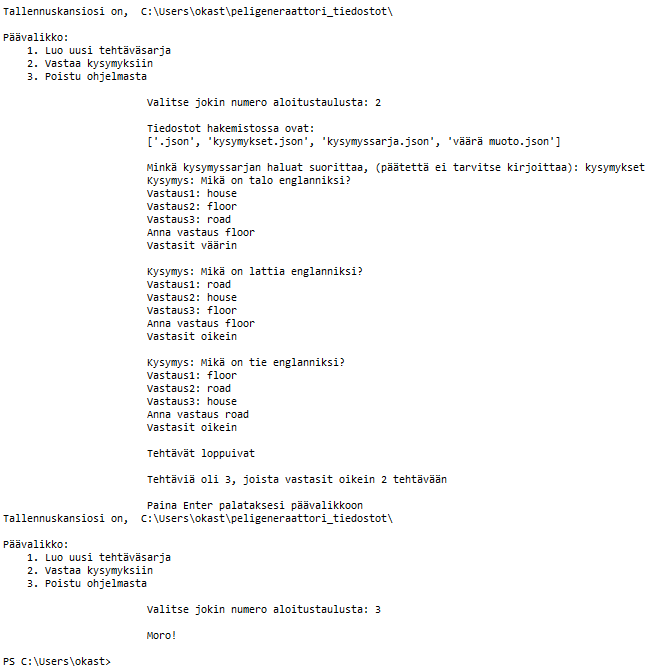 Tallennuskansiosi on,  C:\Users\okast\peligeneraattori_tiedostot\
Päävalikko:
1. Luo uusi tehtäväsarja
2. Vastaa kysymyksiin
3. Poistu ohjelmasta
Valitse jokin numero aloitustaulusta: 2
Tiedostot hakemistossa ovat:
['.json', 'kysymykset.json', 'kysymyssarja.json', 'väärä muoto.json']
Minkä kysymyssarjan haluat suorittaa, (päätettä ei tarvitse kirjoittaa): kysymykset
Kysymys: Mikä on talo englanniksi?
Vastaus1: house
Vastaus2: floor
Vastaus3: road
Anna vastaus floor
Vastasit väärin
Kysymys: Mikä on lattia englanniksi?
Vastaus1: road
Vastaus2: house
Vastaus3: floor
Anna vastaus floor
Vastasit oikein
Kysymys: Mikä on tie englanniksi?
Vastaus1: floor
Vastaus2: road
Vastaus3: house
Anna vastaus road
Vastasit oikein
Tehtävät loppuivat
Tehtäviä oli 3, joista vastasit oikein 2 tehtävään
Paina Enter palataksesi päävalikkoon
Tallennuskansiosi on,  C:\Users\okast\peligeneraattori_tiedostot\
Päävalikko:
1. Luo uusi tehtäväsarja
2. Vastaa kysymyksiin
3. Poistu ohjelmasta
Valitse jokin numero aloitustaulusta: 3
Moro!
PS C:\Users\okast>